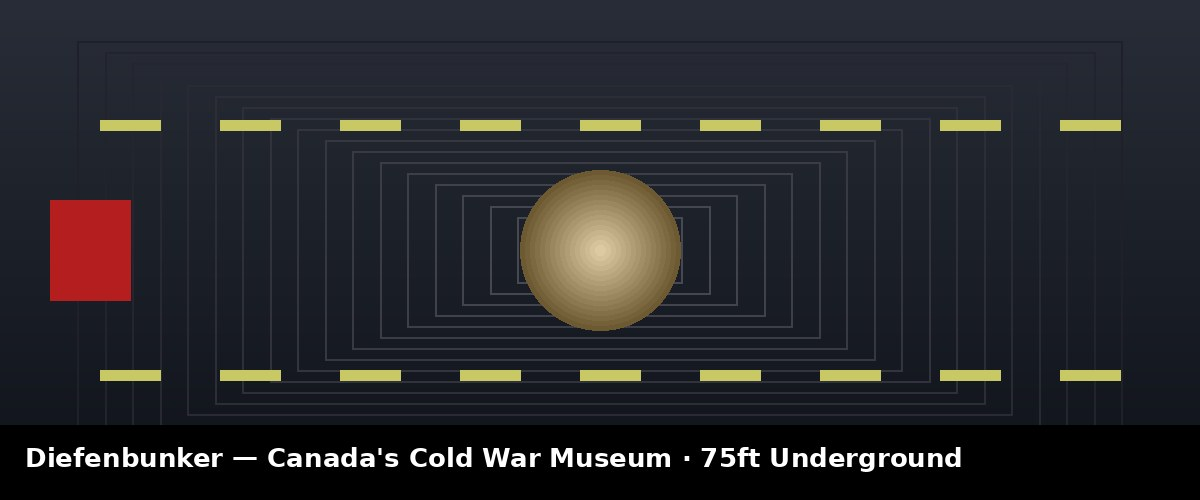 Diefenbunker — Canada's Cold War Museum · 75ft Underground